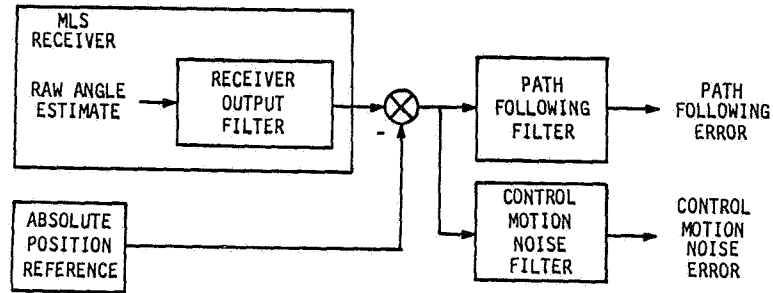 MLS
RECEIVER
RAW ANGLE
ESTIMATE
RECEIVER
OUTPUT
FILTER
-
PATH
FOLLOWING
FILTER
PATH
FOLLOWING
ERROR
ABSOLUTE
POSITION
REFERENCE
CONTROL
MOTION
NOISE
FILTER
CONTROL
MOTION
NOISE
ERROR